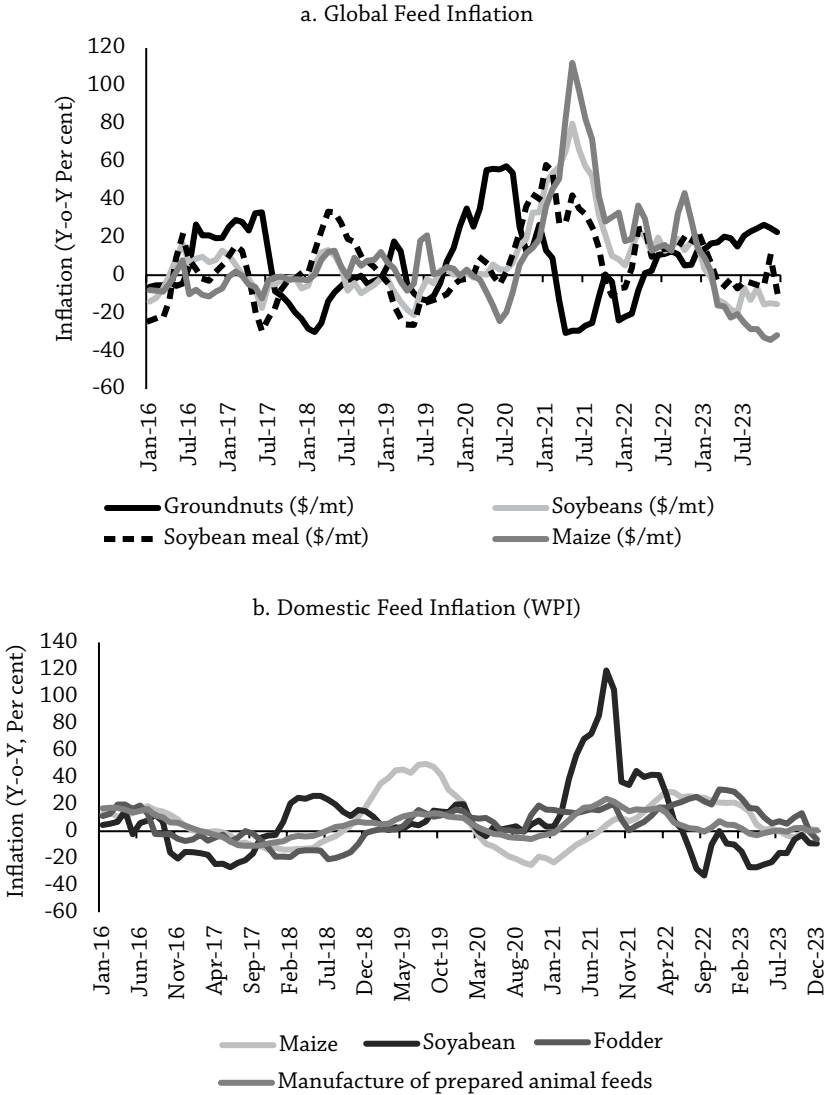 a. Global Feed Inflation
Inflation (Y-o-Y Per cent)
120
100
80
60
40
20
0
-20
-40
-60
Jan-16
Jul-16
Jan-17
Jul-17
Jan-18
Jul-18
Jan-19
Jul-19
Jan-20
Jul-20
Jan-21
Jul-21
Jan-22
Jul-22
Jan-23
Jul-23
Groundnuts ($/mt)
Soybeans ($/mt)
Soybean meal ($/mt)
Maize ($/mt)
b. Domestic Feed Inflation (WPI)
Inflation (Y-o-Y, Per cent)
140
120
100
80
60
40
20
0
-20
-40
-60
Jan-16
Jun-16
Nov-16
Apr-17
Sep-17
Feb-18
Jul-18
Dec-18
May-19
Oct-19
Mar-20
Aug-20
Jan-21
Jun-21
Nov-21
Apr-22
Sep-22
Feb-23
Jul-23
Dec-23
Maize
Soyabean
Fodder
Manufacture of prepared animal feeds